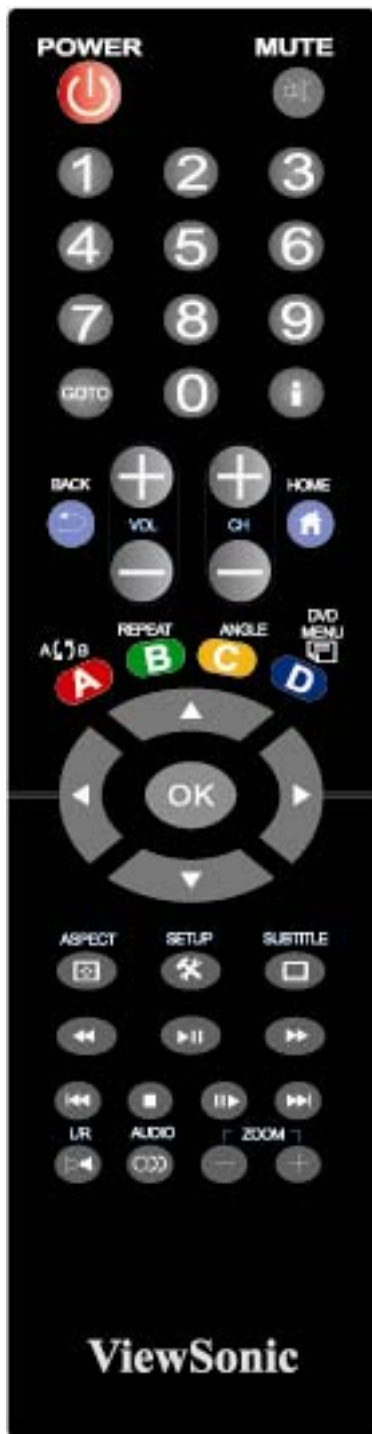 POWER MUTE
1 2 3
4 5 6
7 8 9
GOTO 0 i
BACK HOME
VOL CH
DVD
A B REPEAT ANGLE MENU
A B C D
OK
ASPECT SETUP SUBTITLE
L/R AUDIO ZOOM
ViewSonic